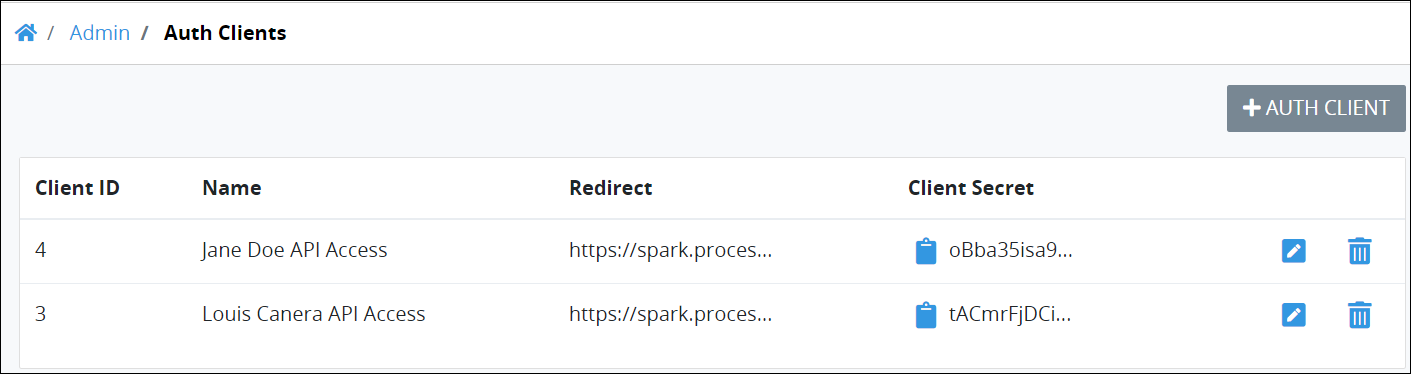 / Admin / Auth Clients
AUTH CLIENT
Client ID Name Redirect Client Secret
4 Jane Doe API Access https://spark.proces... oBba35isa9...
3 Louis Canera API Access https://spark.proces... tACmrFjDCi...